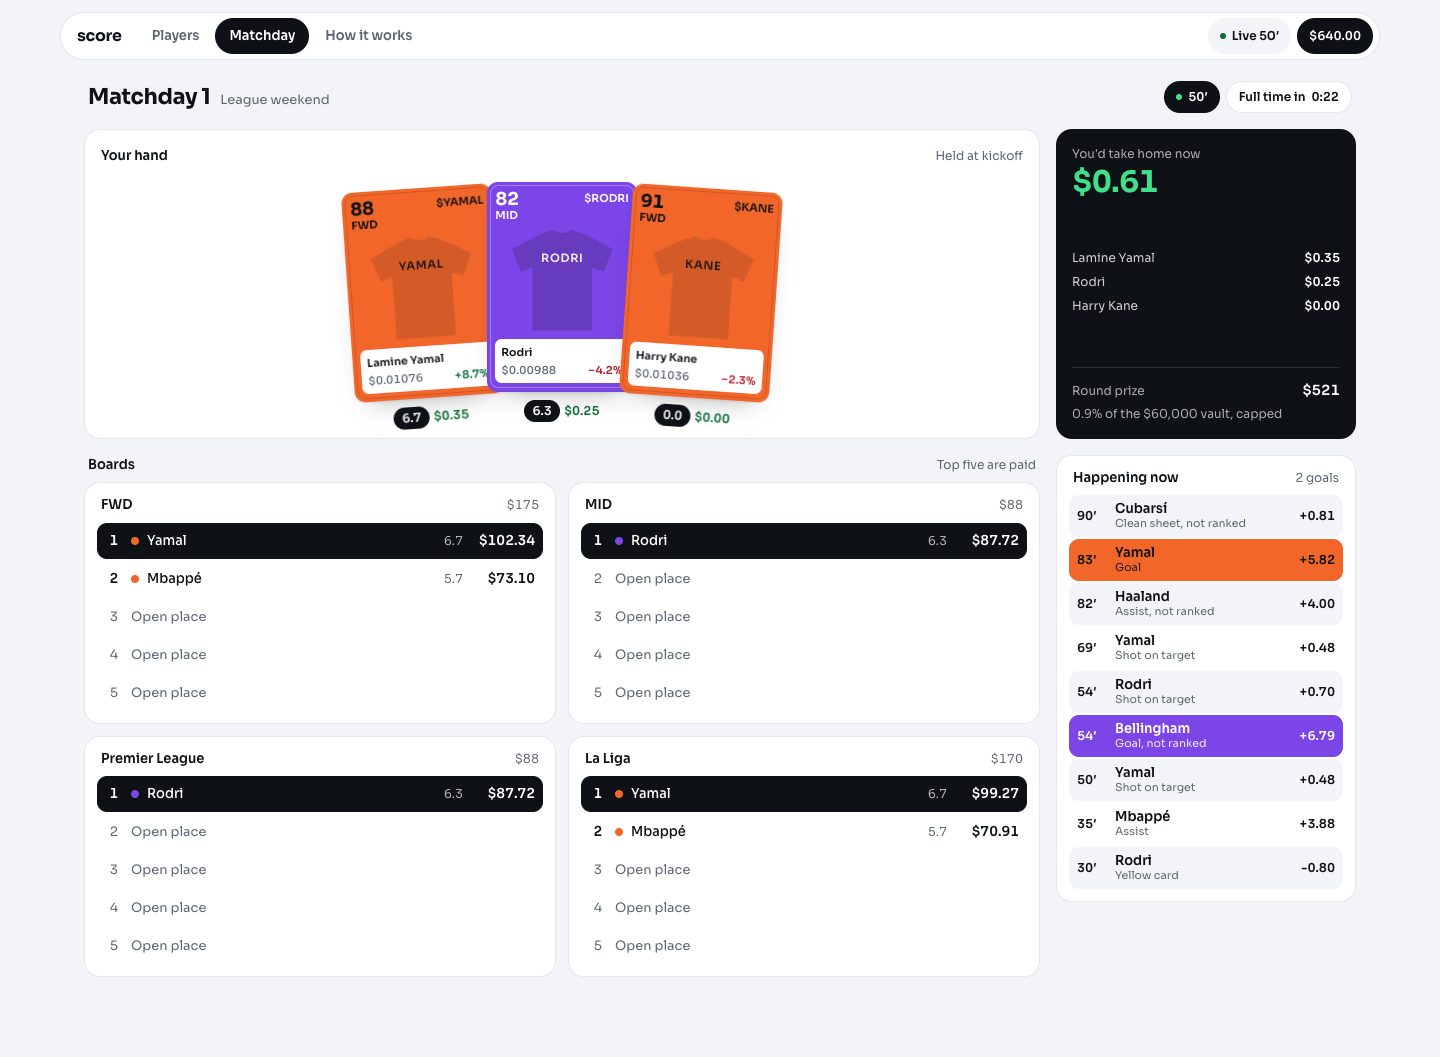 score Players Matchday How it works Live 50′ $640.00
Matchday 1 League weekend 50′ Full time in 0:22
Your hand Held at kickoff
88 $YAMAL
FWD
YAMAL
Lamine Yamal
$0.01076 +8.7%
6.7 $0.35
82 $RODRI
MID
RODRI
Rodri
$0.00988 −4.2%
6.3 $0.25
91 $KANE
FWD
KANE
Harry Kane
$0.01036 −2.3%
0.0 $0.00
You'd take home now
$0.61
Lamine Yamal $0.35
Rodri $0.25
Harry Kane $0.00
Round prize $521
0.9% of the $60,000 vault, capped
Boards Top five are paid
FWD $175
1 Yamal 6.7 $102.34
2 Mbappé 5.7 $73.10
3 Open place
4 Open place
5 Open place
MID $88
1 Rodri 6.3 $87.72
2 Open place
3 Open place
4 Open place
5 Open place
Premier League $88
1 Rodri 6.3 $87.72
2 Open place
3 Open place
4 Open place
5 Open place
La Liga $170
1 Yamal 6.7 $99.27
2 Mbappé 5.7 $70.91
3 Open place
4 Open place
5 Open place
Happening now 2 goals
90′ Cubarsí +0.81
Clean sheet, not ranked
83′ Yamal +5.82
Goal
82′ Haaland +4.00
Assist, not ranked
69′ Yamal +0.48
Shot on target
54′ Rodri +0.70
Shot on target
54′ Bellingham +6.79
Goal, not ranked
50′ Yamal +0.48
Shot on target
35′ Mbappé +3.88
Assist
30′ Rodri -0.80
Yellow card